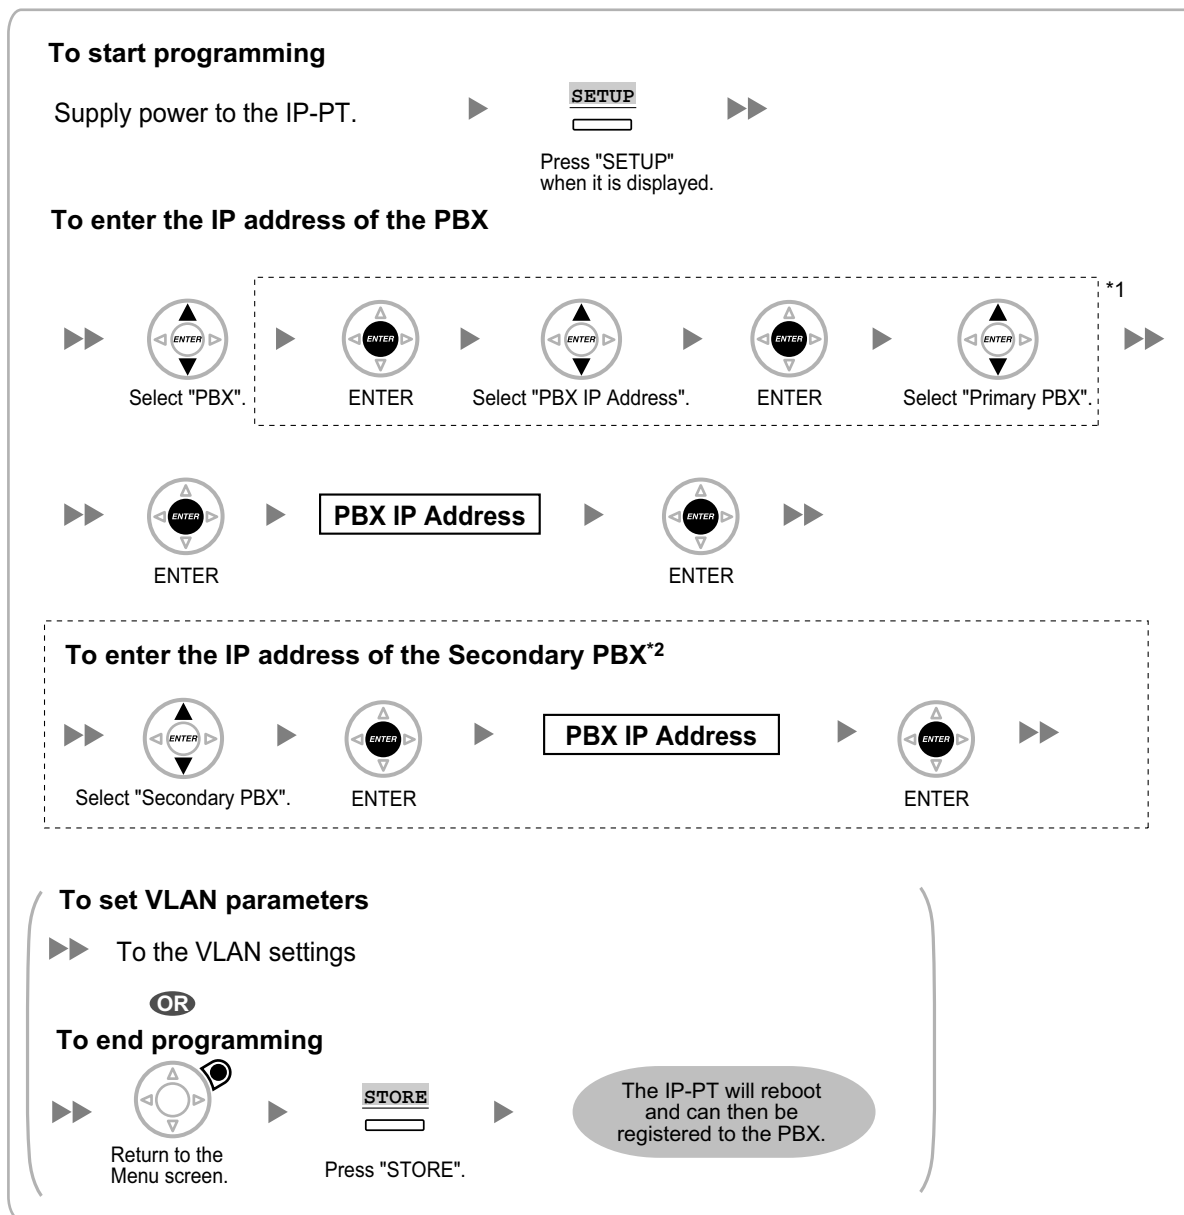 To start programming
Supply power to the IP-PT.
SETUP
Press "SETUP"
when it is displayed.
To enter the IP address of the PBX
*1
ENTER
ENTER
ENTER
ENTER
ENTER
Select "PBX".
ENTER
Select "PBX IP Address".
ENTER
Select "Primary PBX".
ENTER
PBX IP Address
ENTER
ENTER
ENTER
To enter the IP address of the Secondary PBX*2
ENTER
ENTER
PBX IP Address
ENTER
Select "Secondary PBX".
ENTER
ENTER
To set VLAN parameters
To the VLAN settings
OR
To end programming
STORE
Return to the
Menu screen.
Press "STORE".
The IP-PT will reboot
and can then be
registered to the PBX.